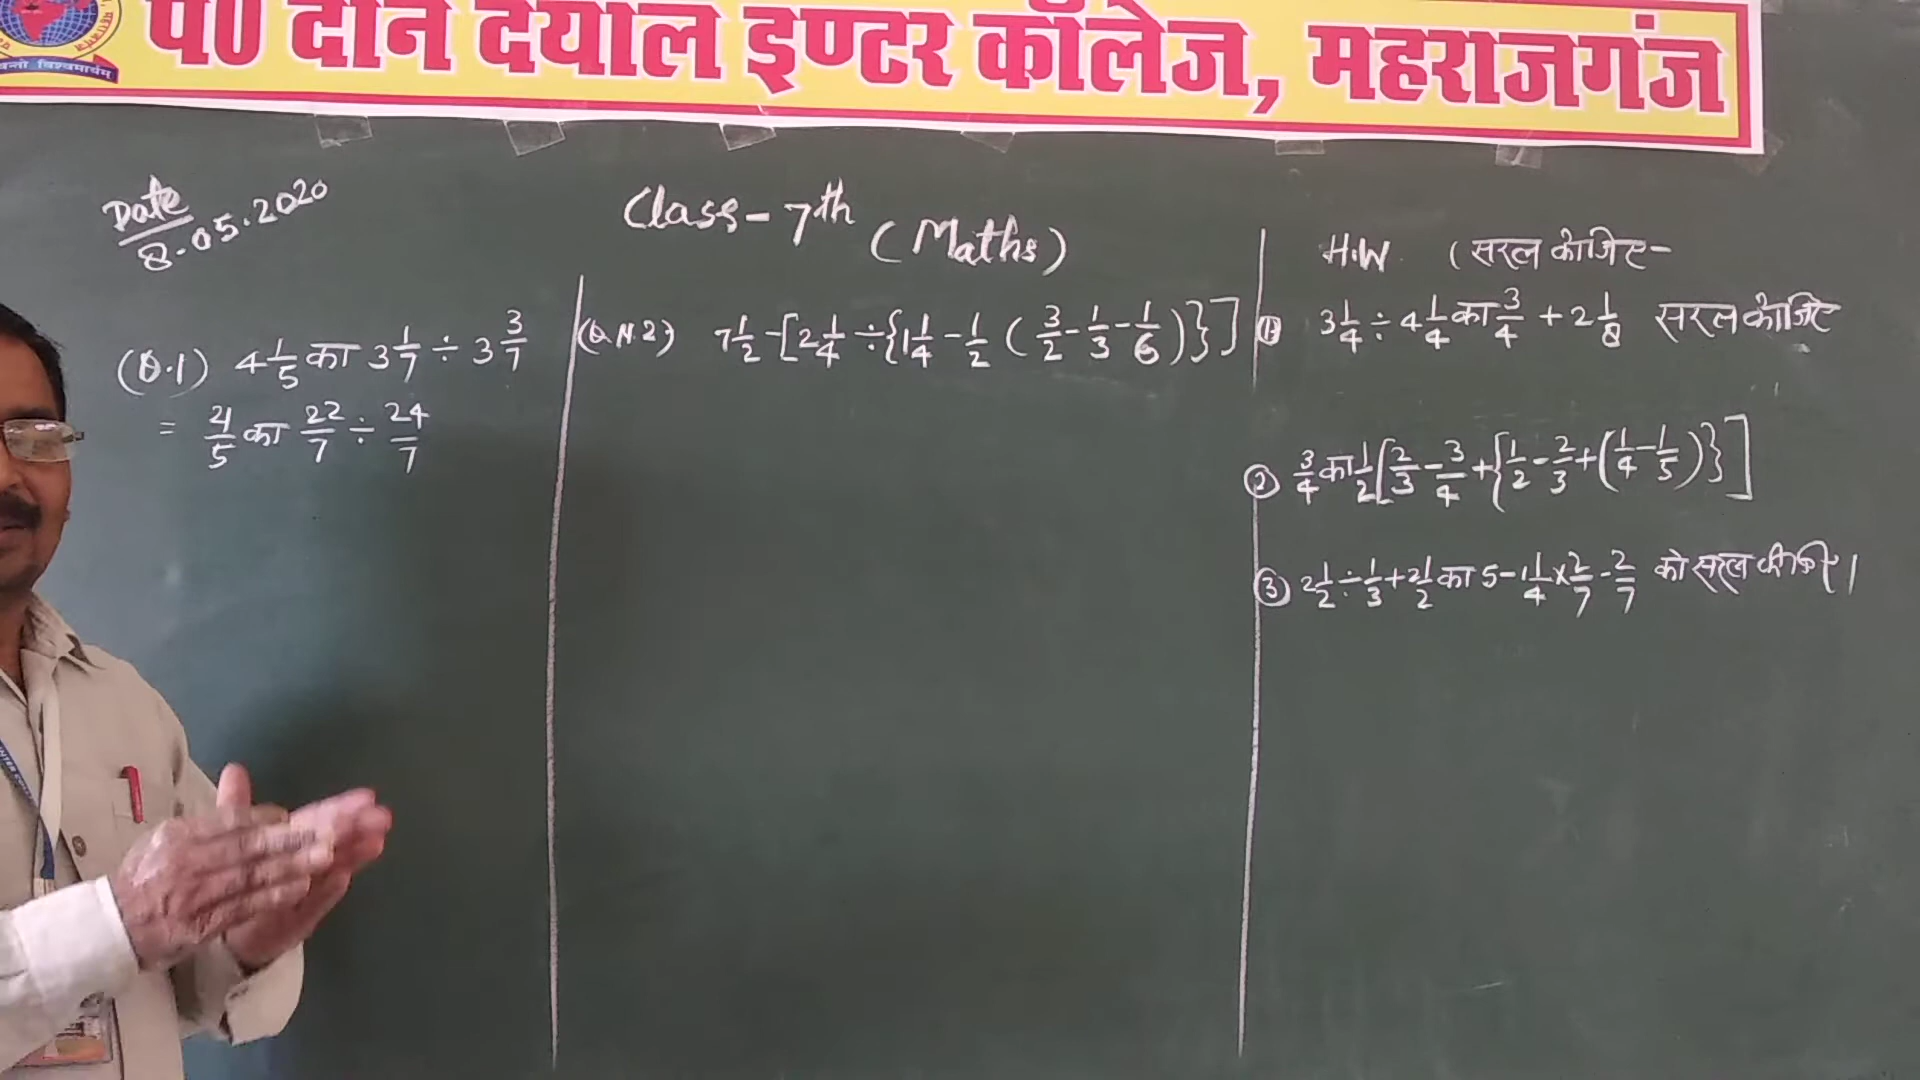 पं0 दीन दयाल इण्टर कॉलेज, महराजगंज
Date
8.05.2020
Class - 7th (Maths)
(Q.1) 4 1/5 का 3 1/7 ÷ 3 3/7
= 21/5 का 22/7 ÷ 24/7
(Q.N.2) 7 1/2 - [2 1/4 ÷ {1 1/4 - 1/2 (3/2 - 1/3 - 1/6)}]
H.W. (सरल कीजिए-
① 3 1/4 ÷ 4 1/4 का 3/4 + 2 1/8 सरल कीजिए
② 3/4 का 1/2 [2/3 - 3/4 + {1/2 - 2/3 + (1/4 - 1/5)}]
③ 2 1/2 ÷ 1/3 + 2 1/2 का 5 - 1 1/4 × 2/7 - 2/7 को सरल कीजिए।